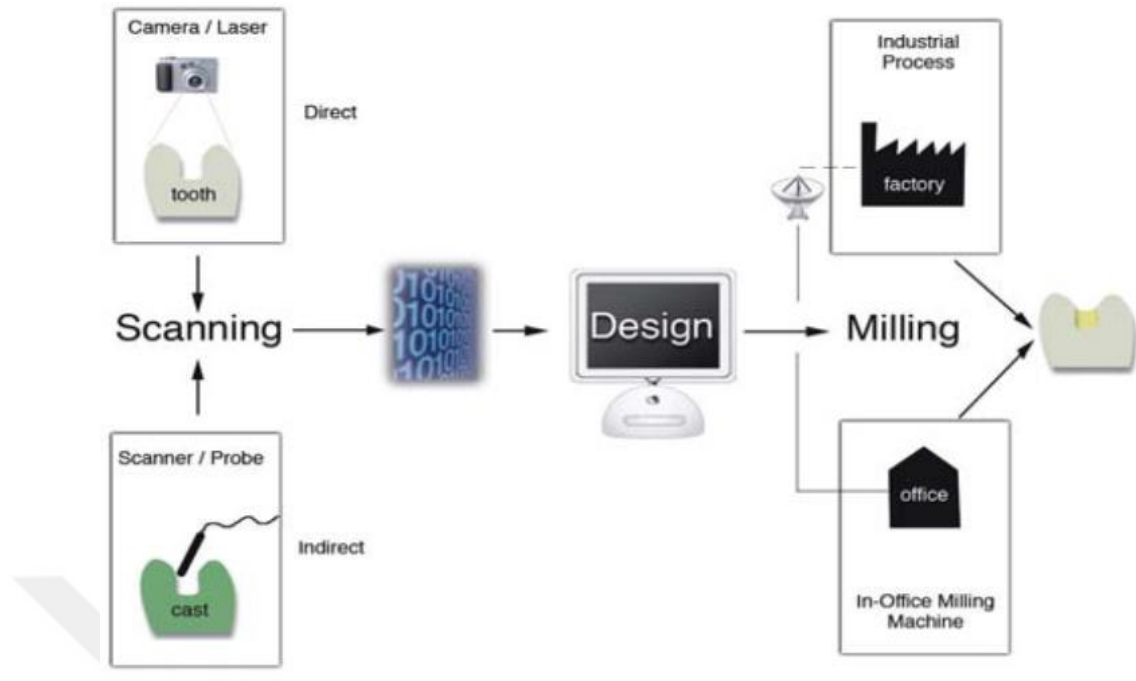 Camera / Laser
tooth
Direct
Scanning
Scanner / Probe
cast
Indirect
Design
Milling
Industrial
Process
factory
office
In-Office Milling
Machine